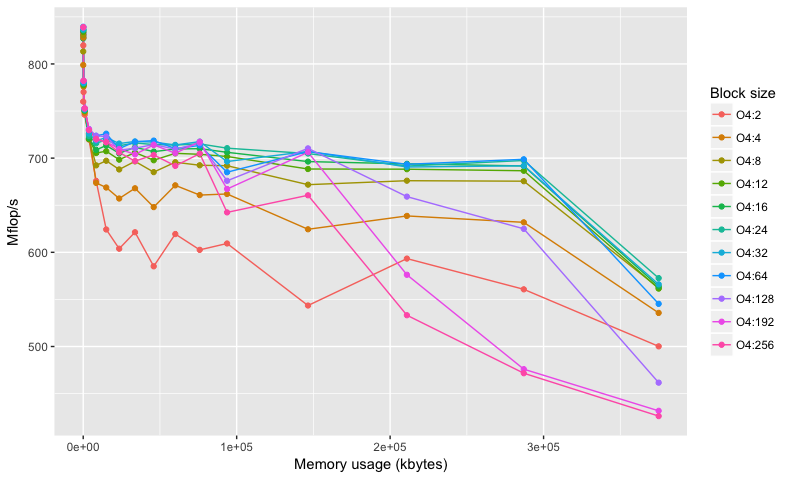 800
700
600
500
Mflop/s
0e+00
1e+05
2e+05
3e+05
Memory usage (kbytes)
Block size
O4:2
O4:4
O4:8
O4:12
O4:16
O4:24
O4:32
O4:64
O4:128
O4:192
O4:256